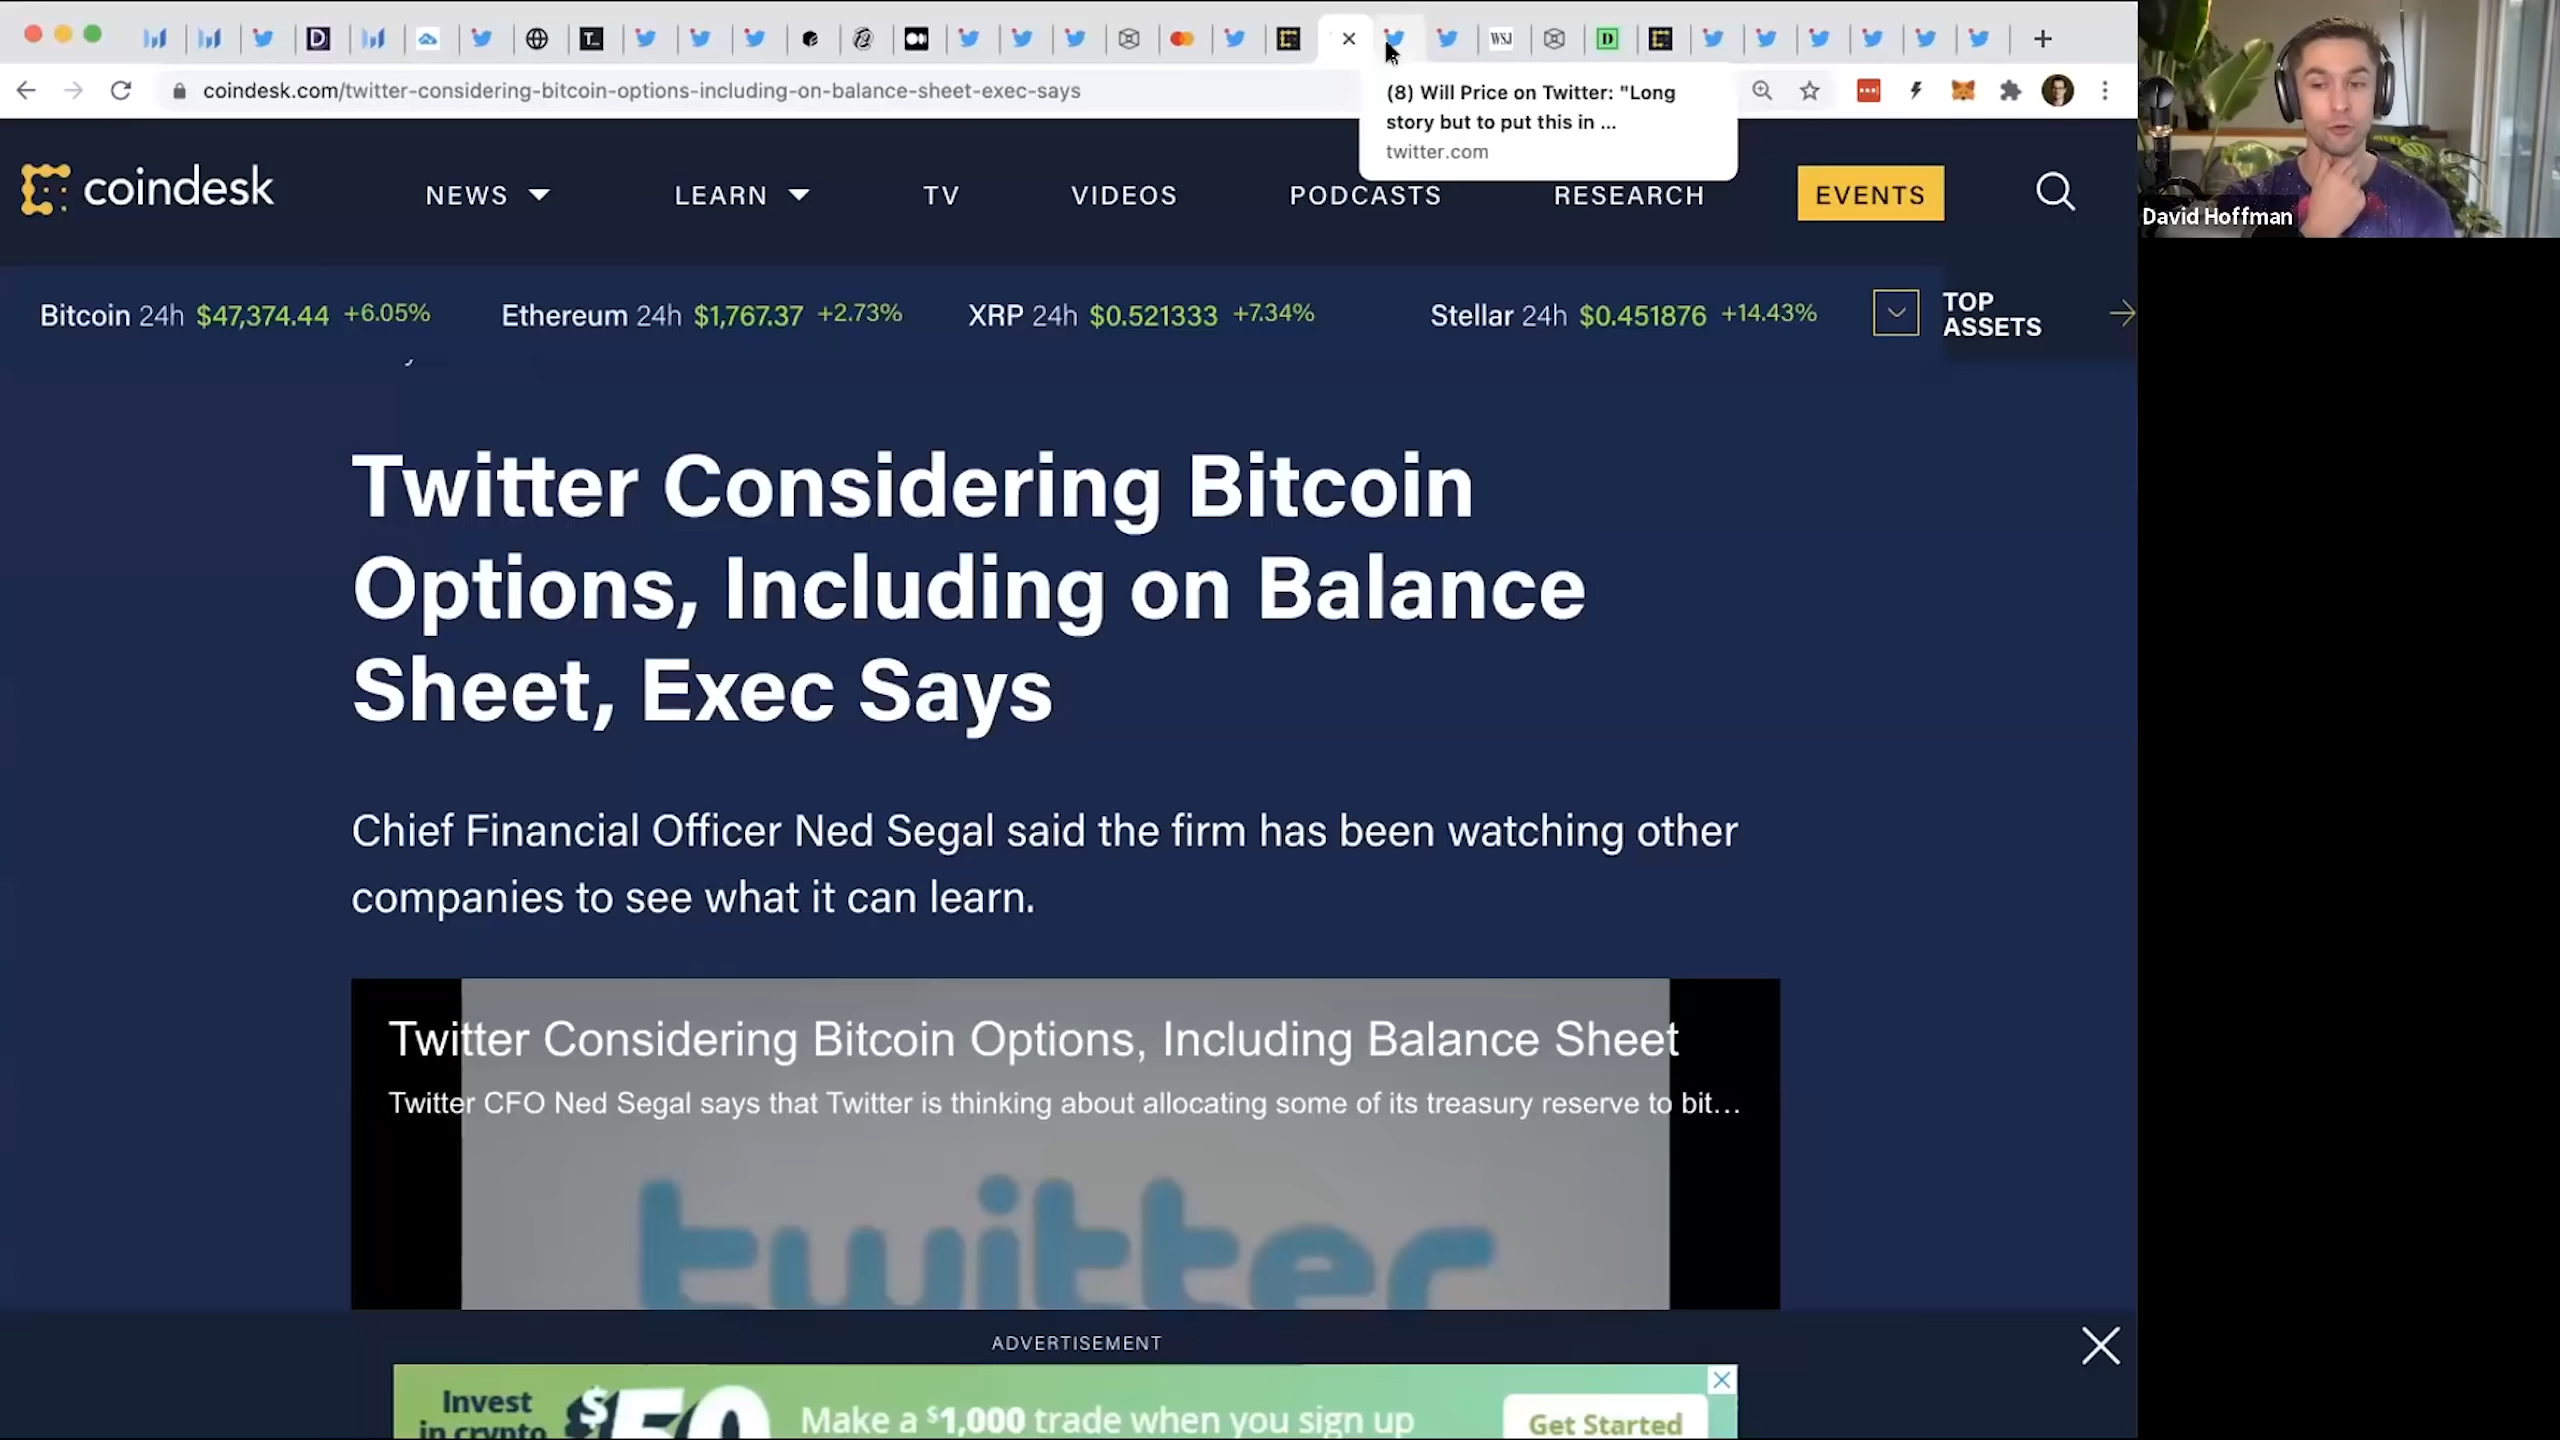 coindesk.com/twitter-considering-bitcoin-options-including-on-balance-sheet-exec-says
(8) Will Price on Twitter: "Long
story but to put this in ...
twitter.com
WSJ
D
T_
D
coindesk
NEWS LEARN TV VIDEOS PODCASTS RESEARCH EVENTS
David Hoffman
Bitcoin 24h $47,374.44 +6.05% Ethereum 24h $1,767.37 +2.73% XRP 24h $0.521333 +7.34% Stellar 24h $0.451876 +14.43%
TOP
ASSETS
Twitter Considering Bitcoin
Options, Including on Balance
Sheet, Exec Says
Chief Financial Officer Ned Segal said the firm has been watching other
companies to see what it can learn.
Twitter Considering Bitcoin Options, Including Balance Sheet
Twitter CFO Ned Segal says that Twitter is thinking about allocating some of its treasury reserve to bit...
twitter
ADVERTISEMENT
Invest
in crypto
$50
Make a $1,000 trade when you sign up
Get Started